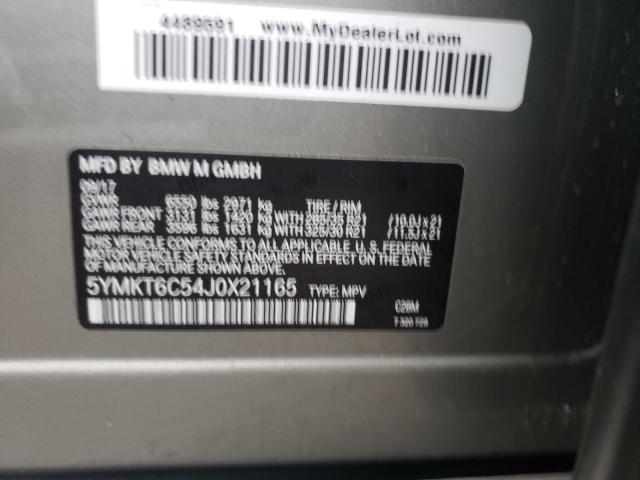 4489591 www.MyDealerLot.com
MFD BY BMW M GMBH
09/17
GVWR 6550 lbs 2971 kg TIRE / RIM
GAWR FRONT 3131 lbs 1420 kg WITH 285/35 R21 /10.0J x 21
GAWR REAR 3596 lbs 1631 kg WITH 325/30 R21 /11.5J x 21
THIS VEHICLE CONFORMS TO ALL APPLICABLE U. S. FEDERAL
MOTOR VEHICLE SAFETY STANDARDS IN EFFECT ON THE
DATE OF MANUFACTURE SHOWN ABOVE.
5YMKT6C54J0X21165 TYPE: MPV
C28M
7 320 729